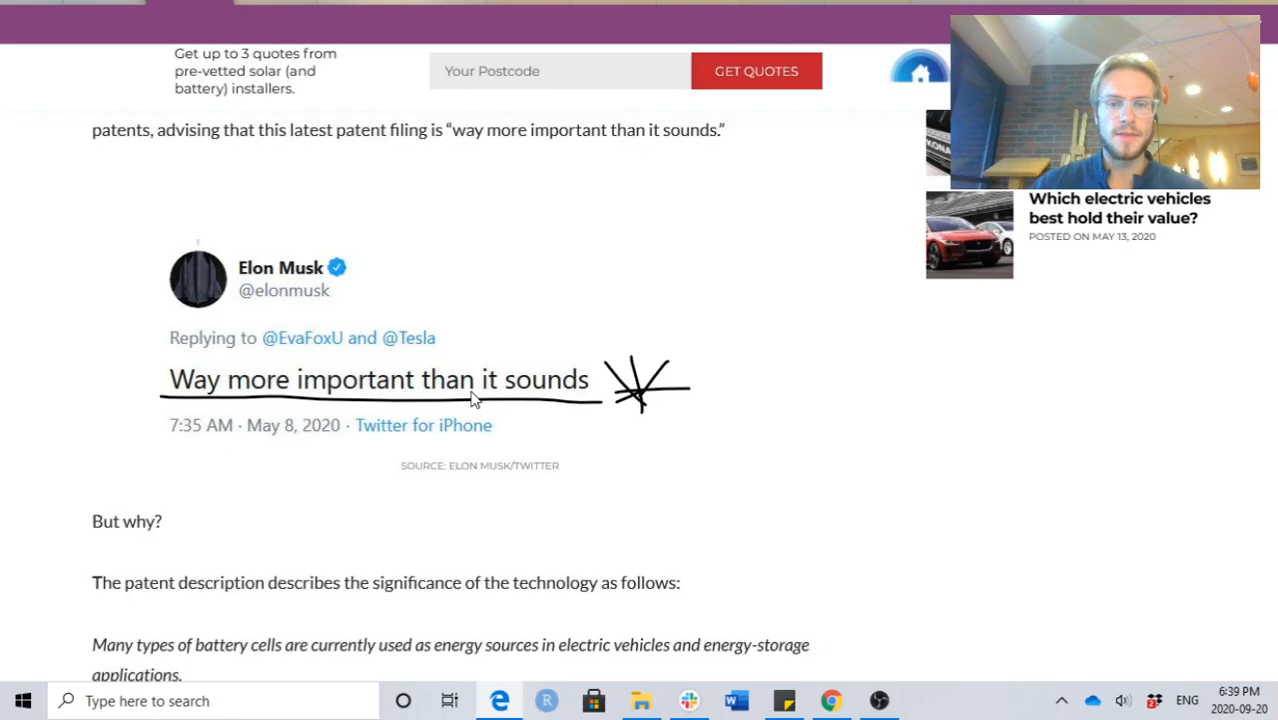 Get up to 3 quotes from
pre-vetted solar (and
battery) installers.
Your Postcode
GET QUOTES
patents, advising that this latest patent filing is “way more important than it sounds.”
KONA
Which electric vehicles
best hold their value?
POSTED ON MAY 13, 2020
Elon Musk
@elonmusk
Replying to @EvaFoxU and @Tesla
Way more important than it sounds
7:35 AM · May 8, 2020 · Twitter for iPhone
SOURCE: ELON MUSK/TWITTER
But why?
The patent description describes the significance of the technology as follows:
Many types of battery cells are currently used as energy sources in electric vehicles and energy-storage
applications.
Type here to search
ENG
6:39 PM
2020-09-20